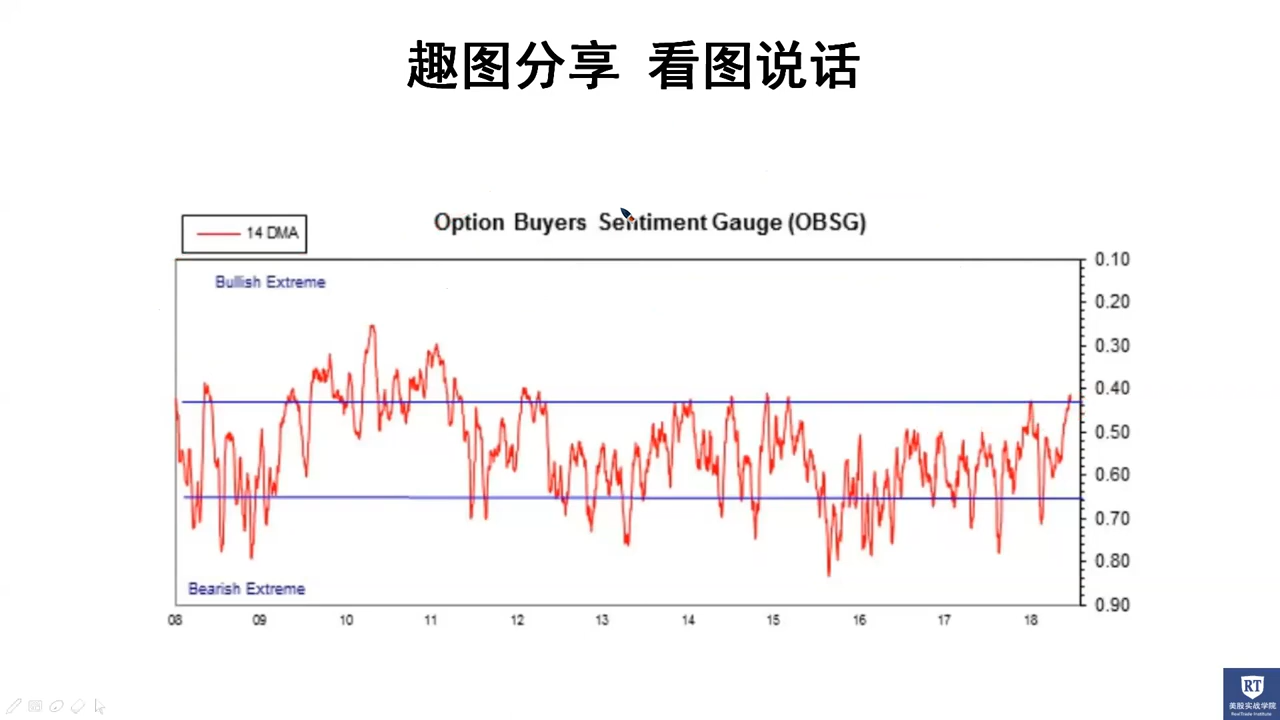 趣图分享 看图说话
Option Buyers Sentiment Gauge (OBSG)
14 DMA
Bullish Extreme
0.10
0.20
0.30
0.40
0.50
0.60
0.70
0.80
0.90
Bearish Extreme
08 09 10 11 12 13 14 15 16 17 18
RT
美股实战学院
RealTrade Institute